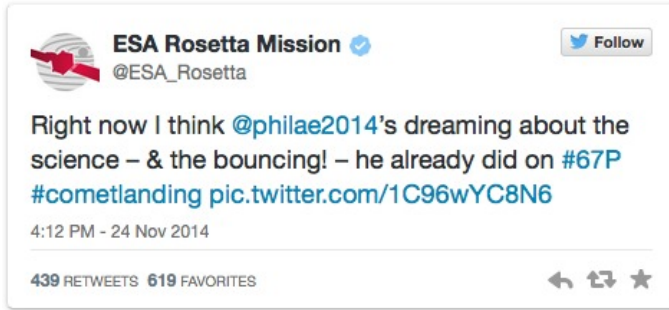 ESA Rosetta Mission
Follow
@ESA_Rosetta
Right now I think @philae2014's dreaming about the
science – & the bouncing! – he already did on #67P
#cometlanding pic.twitter.com/1C96wYC8N6
4:12 PM - 24 Nov 2014
439 RETWEETS 619 FAVORITES